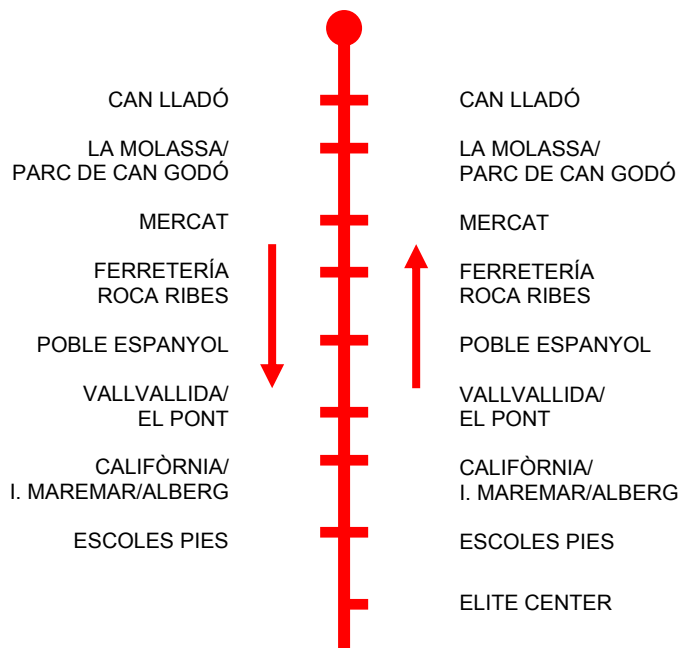 CAN LLADÓ
LA MOLASSA/
PARC DE CAN GODÓ
MERCAT
FERRETERÍA
ROCA RIBES
POBLE ESPANYOL
VALLVALLIDA/
EL PONT
CALIFÒRNIA/
I. MAREMAR/ALBERG
ESCOLES PIES
CAN LLADÓ
LA MOLASSA/
PARC DE CAN GODÓ
MERCAT
FERRETERÍA
ROCA RIBES
POBLE ESPANYOL
VALLVALLIDA/
EL PONT
CALIFÒRNIA/
I. MAREMAR/ALBERG
ESCOLES PIES
ELITE CENTER